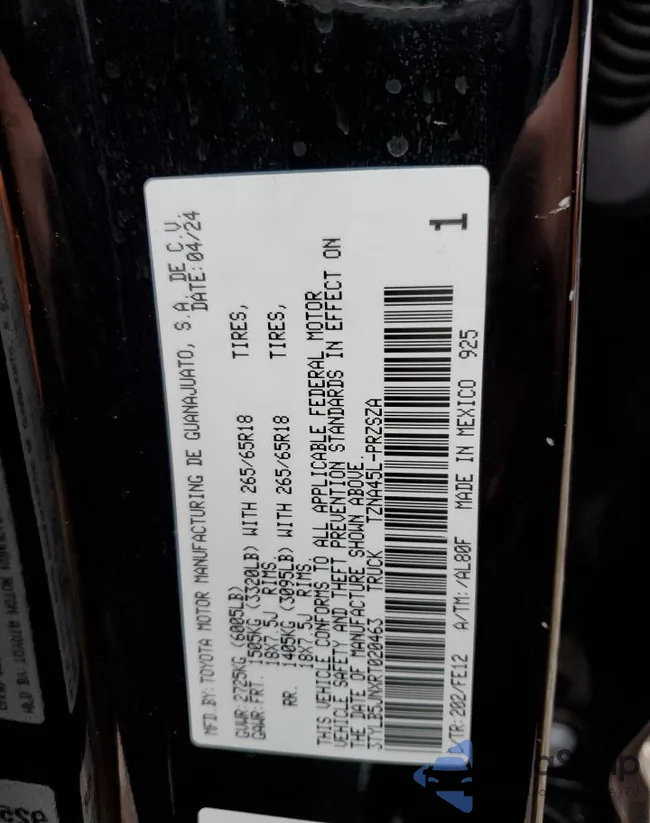 MFD.BY: TOYOTA MOTOR MANUFACTURING DE GUANAJUATO, S.A. DE C.V.
DATE: 04/24
GVWR: 2725KG (6005LB)
GAWR: FRT. 1505KG (3320LB) WITH 265/65R18 TIRES,
18X7.5J RIMS
RR. 1405KG (3095LB) WITH 265/65R18 TIRES,
18X7.5J RIMS
THIS VEHICLE CONFORMS TO ALL APPLICABLE FEDERAL MOTOR
VEHICLE SAFETY AND THEFT PREVENTION STANDARDS IN EFFECT ON
THE DATE OF MANUFACTURE SHOWN ABOVE.
3TYLB5JNXRT020463 TRUCK TZNA45L-PRZSZA
1
/TR: 202/FE12 A/TM: /AL80F MADE IN MEXICO 925